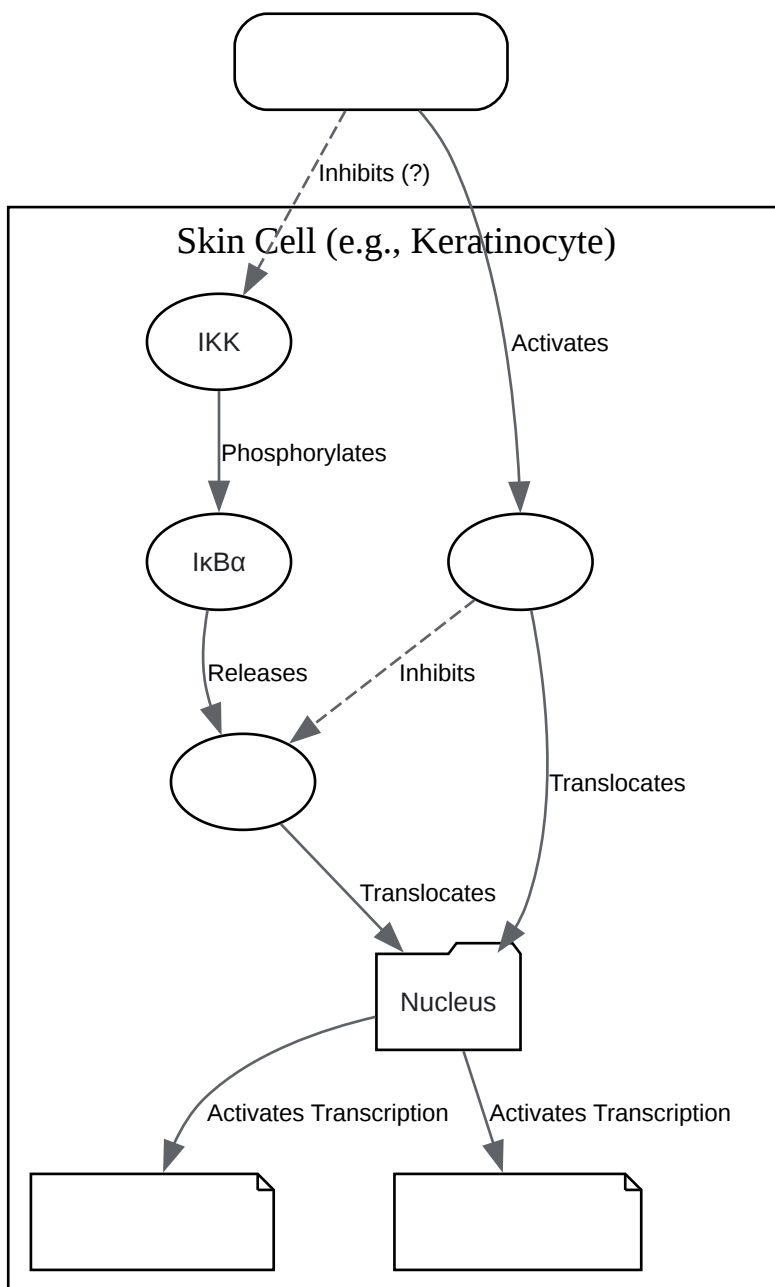 Inhibits (?)
Skin Cell (e.g., Keratinocyte)
IKK
Activates
Phosphorylates
IκBα
Releases
Inhibits
Translocates
Translocates
Nucleus
Activates Transcription
Activates Transcription